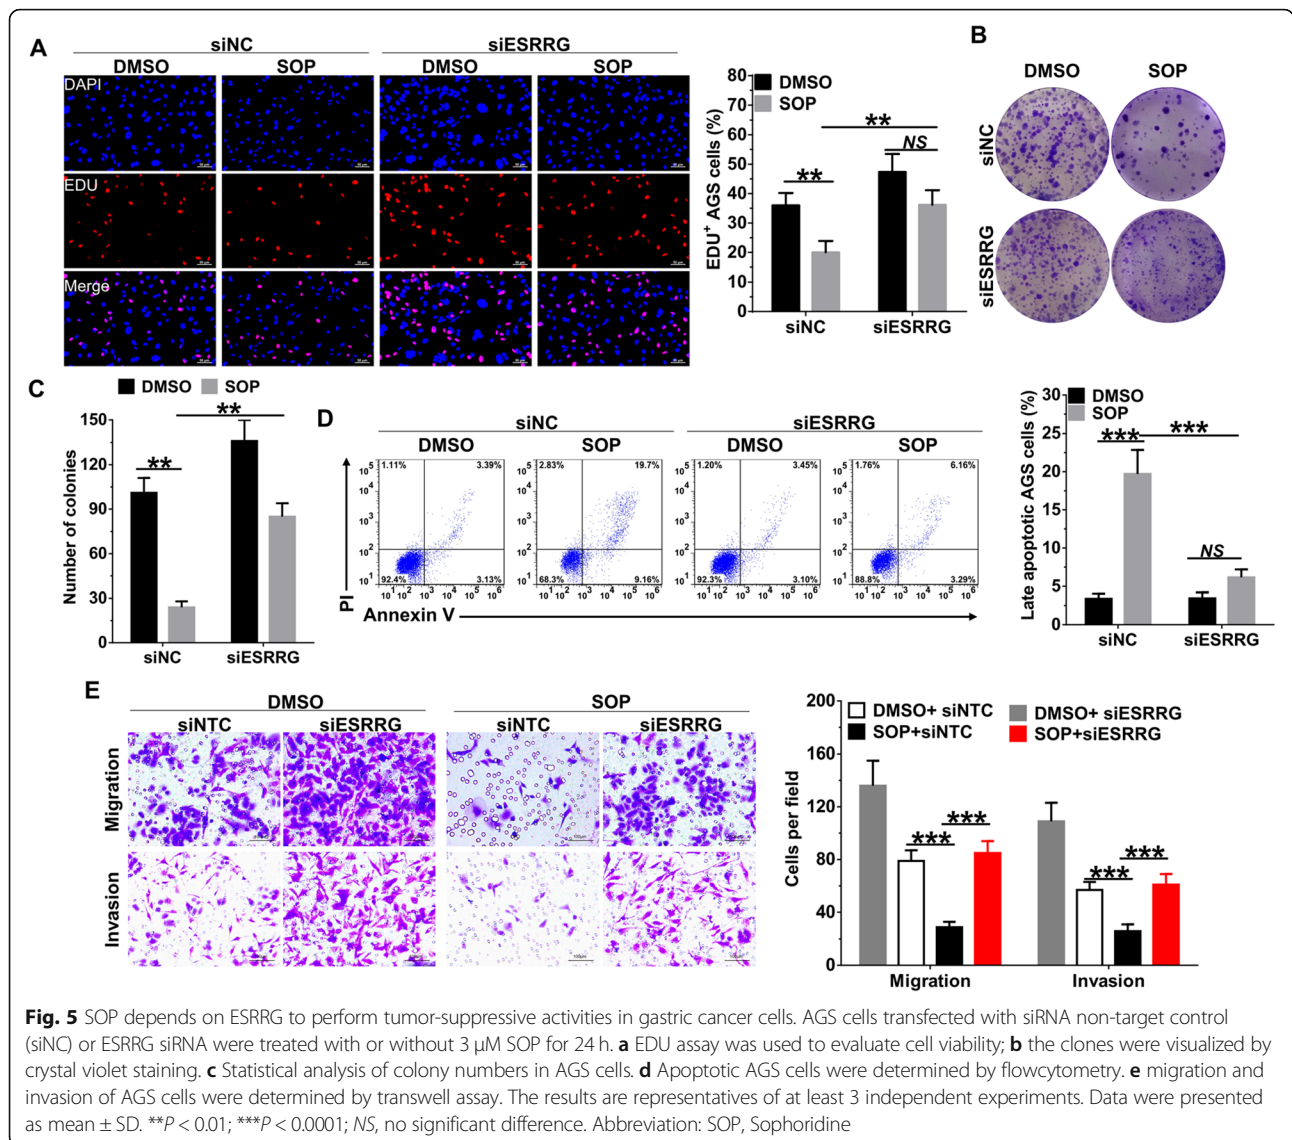 A
siNC
siESRRG
DMSO
SOP
DMSO
SOP
DAPI
EDU
Merge
EDU+ AGS cells (%)
80
70
60
50
40
30
20
10
0
DMSO
SOP
**
**
NS
siNC
siESRRG
B
DMSO
SOP
siNC
siESRRG
C
DMSO
SOP
Number of colonies
150
120
90
60
30
0
**
**
siNC
siESRRG
D
siNC
siESRRG
DMSO
SOP
DMSO
SOP
1.11%
3.39%
92.4%
3.13%
2.83%
19.7%
68.3%
9.16%
1.20%
3.45%
92.3%
3.10%
1.76%
6.16%
88.8%
3.29%
PI
Annexin V
Late apoptotic AGS cells (%)
30
25
20
15
10
5
0
DMSO
SOP
***
***
NS
siNC
siESRRG
E
DMSO
SOP
siNTC
siESRRG
siNTC
siESRRG
Migration
Invasion
Cells per field
200
160
120
80
40
0
DMSO+ siNTC
DMSO+ siESRRG
SOP+siNTC
SOP+siESRRG
***
***
***
***
Migration
Invasion
Fig. 5 SOP depends on ESRRG to perform tumor-suppressive activities in gastric cancer cells. AGS cells transfected with siRNA non-target control
(siNC) or ESRRG siRNA were treated with or without 3 μM SOP for 24 h. a EDU assay was used to evaluate cell viability; b the clones were visualized by
crystal violet staining. c Statistical analysis of colony numbers in AGS cells. d Apoptotic AGS cells were determined by flowcytometry. e migration and
invasion of AGS cells were determined by transwell assay. The results are representatives of at least 3 independent experiments. Data were presented
as mean ± SD. **P < 0.01; ***P < 0.0001; NS, no significant difference. Abbreviation: SOP, Sophoridine